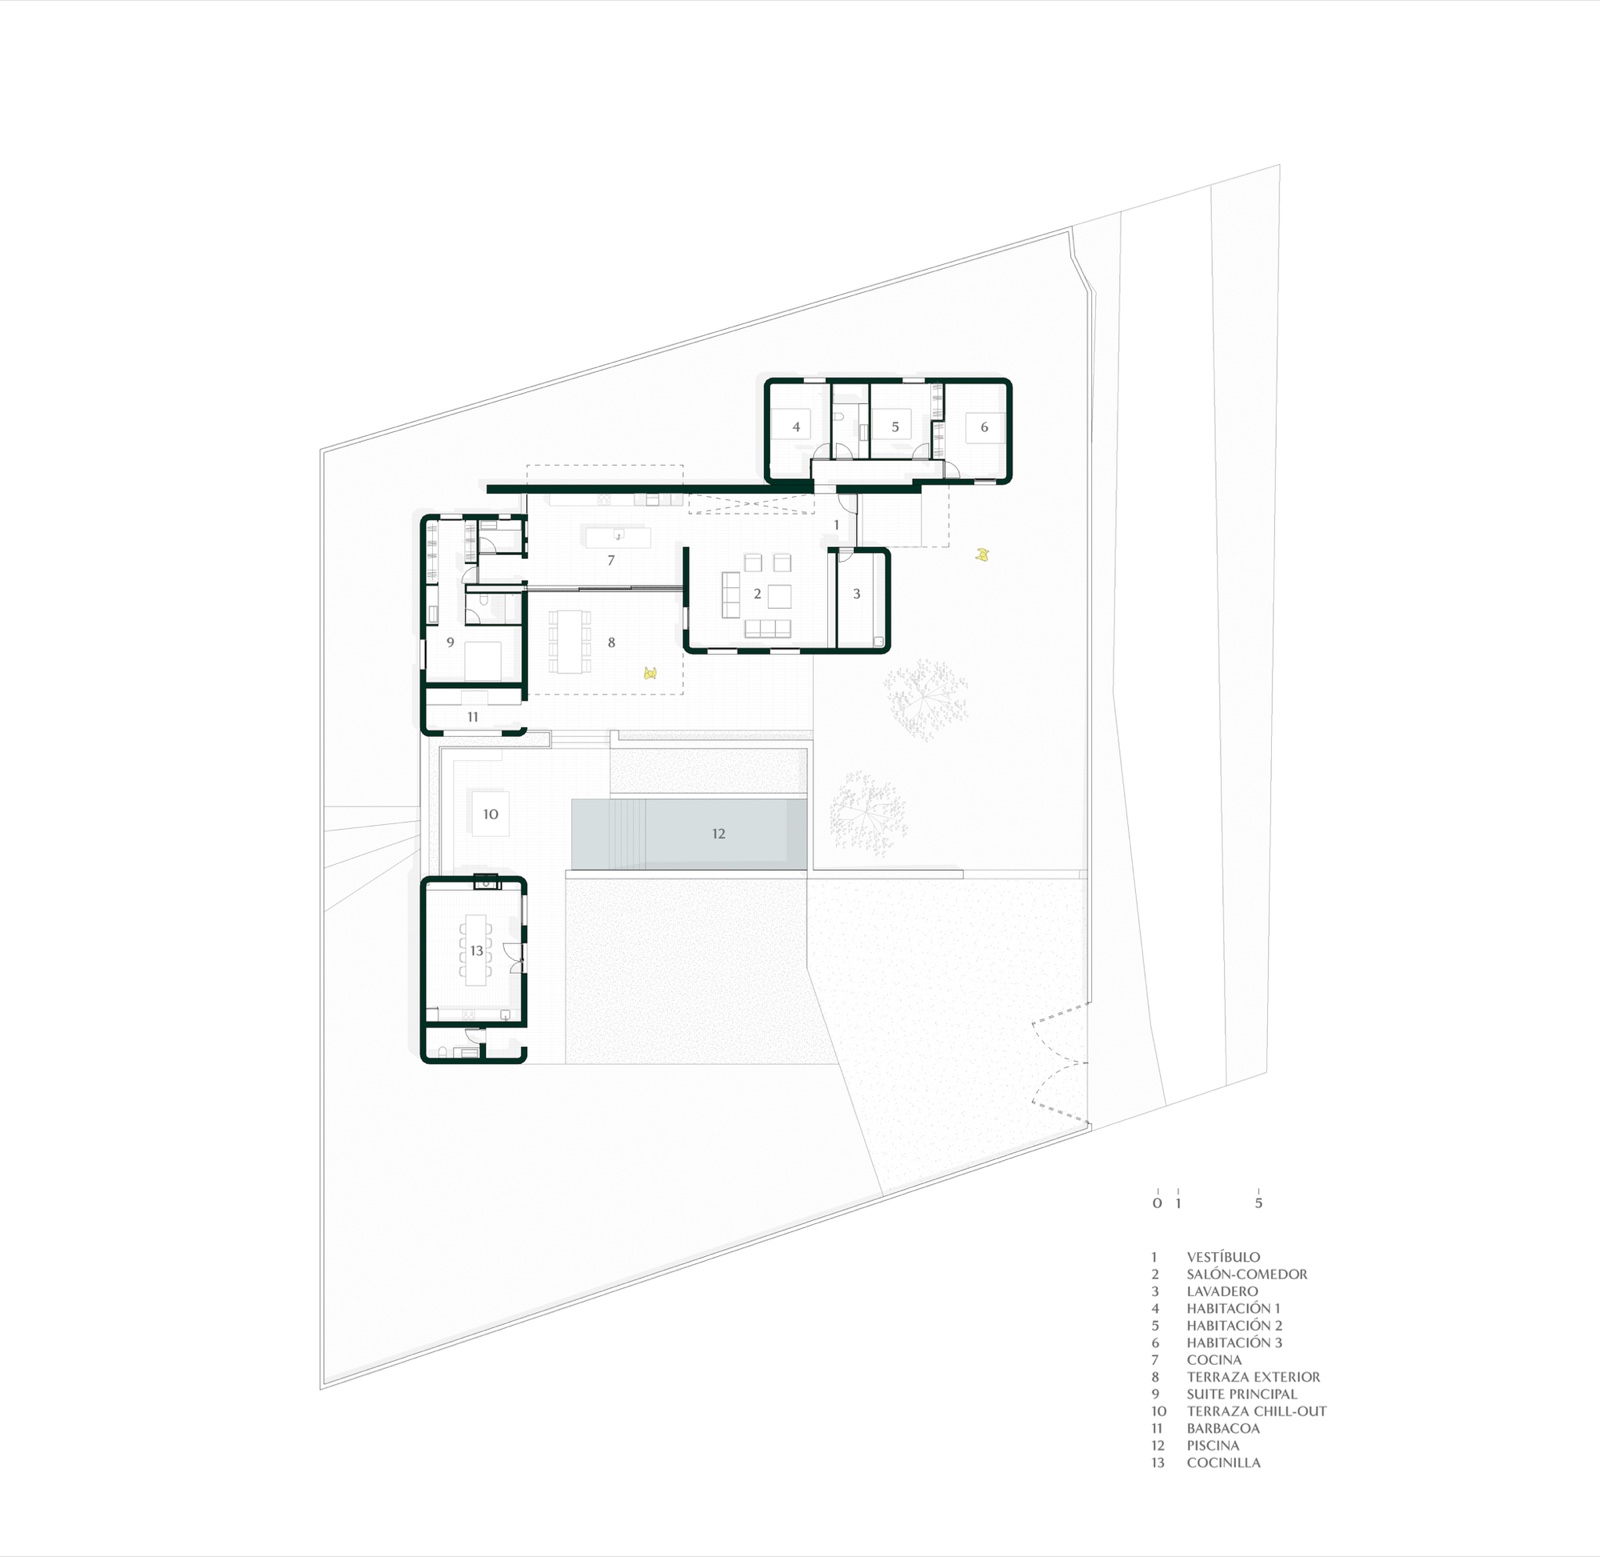 4
5
6
1
7
2
3
8
9
11
10
12
13
0 1 5
1 VESTÍBULO
2 SALÓN-COMEDOR
3 LAVADERO
4 HABITACIÓN 1
5 HABITACIÓN 2
6 HABITACIÓN 3
7 COCINA
8 TERRAZA EXTERIOR
9 SUITE PRINCIPAL
10 TERRAZA CHILL-OUT
11 BARBACOA
12 PISCINA
13 COCINILLA